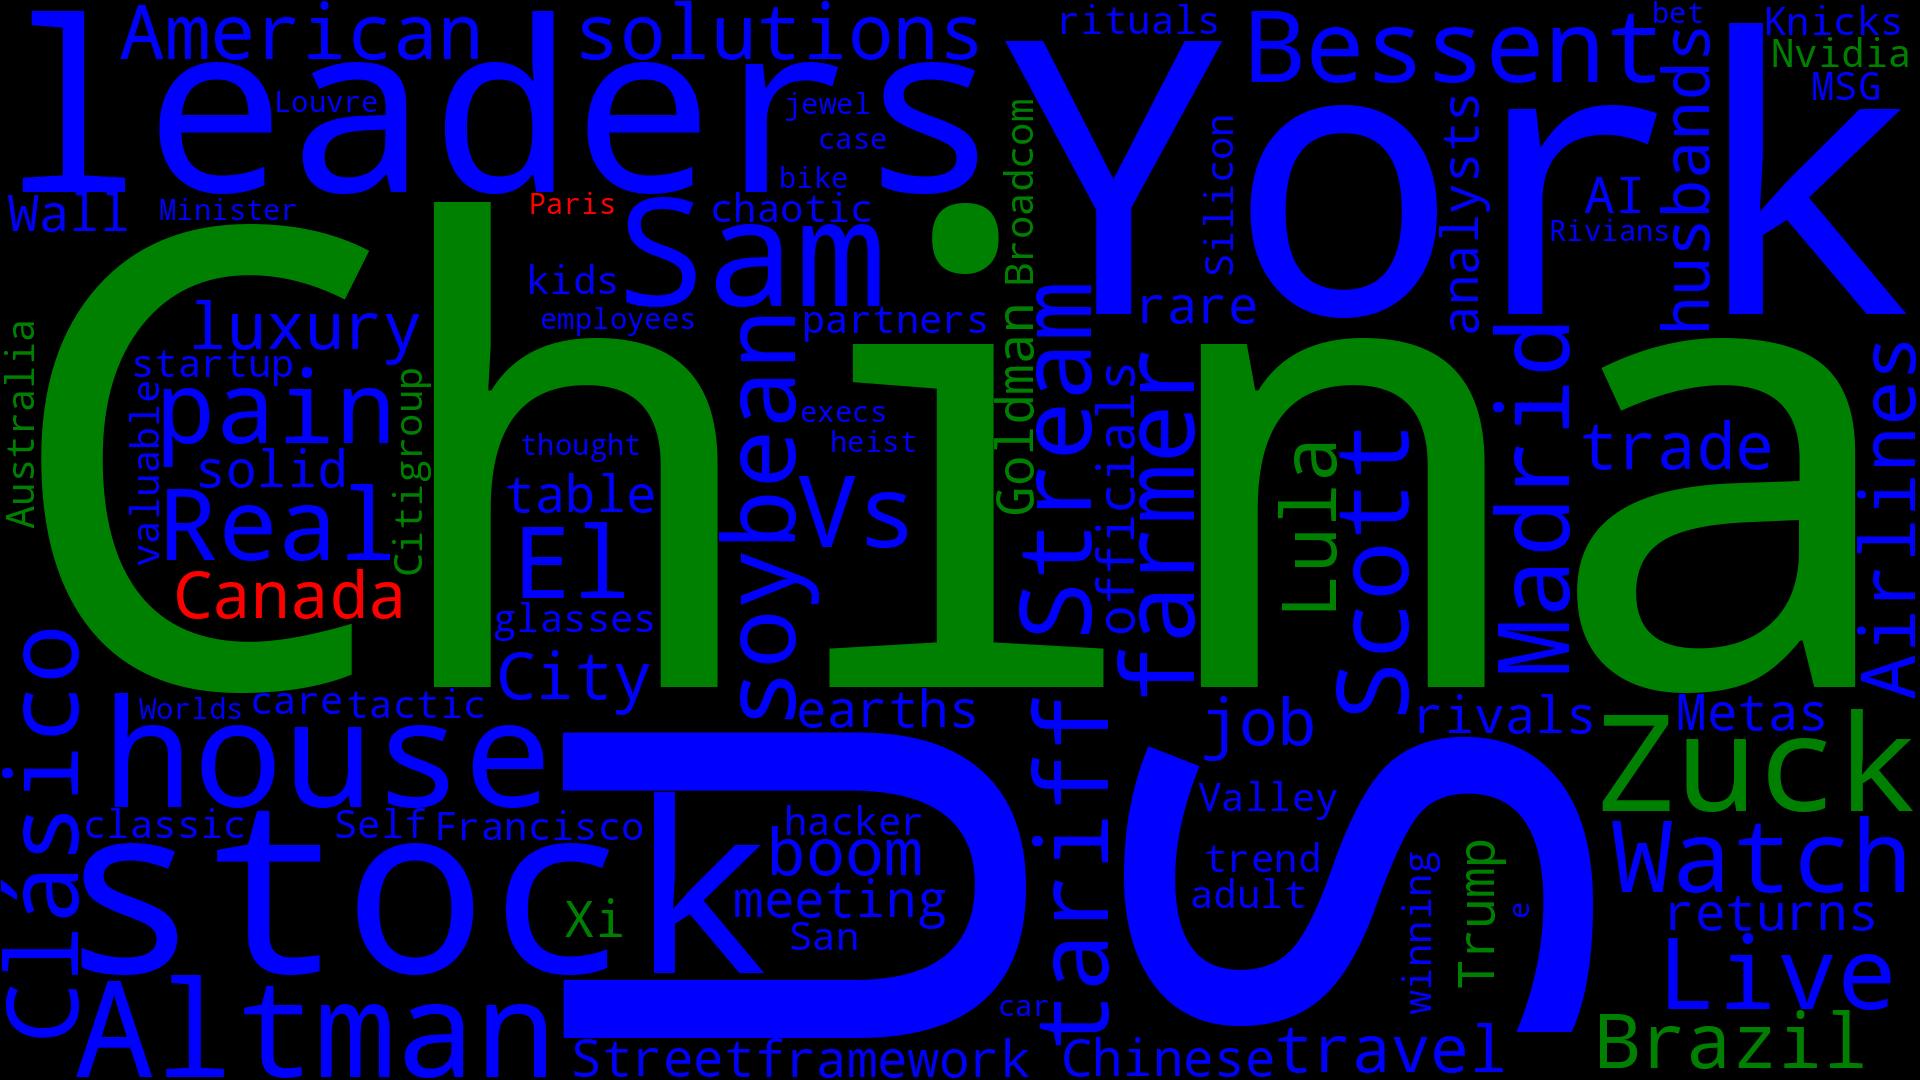 American solutions rituals Bessent bet Knicks
leaders York Nvidia
MSG
Louvre jewel
case
bike
Broadcom
Silicon
analysts
husbands
AI
Rivians
Wall Minister Paris Sam chaotic
China
kids
employees partners rare
Australia
luxury
startup
pain
valuable
solid
Citigroup
Real
Canada
thought
table
El
glasses
City
soybean
execs
heist
Vs
Goldman
Stream
officials
farmer
Lula
Scott
Madrid
trade
Airlines
Clásico
Worlds care tactic earths job rivals Metas
house Zuck
US
classic Self Francisco
stock
Xi
hacker
boom
meeting
San
tariff
Valley
trend
adult
winning
Trump
e
Watch
returns
Live
Altman car
Street framework Chinese travel Brazil